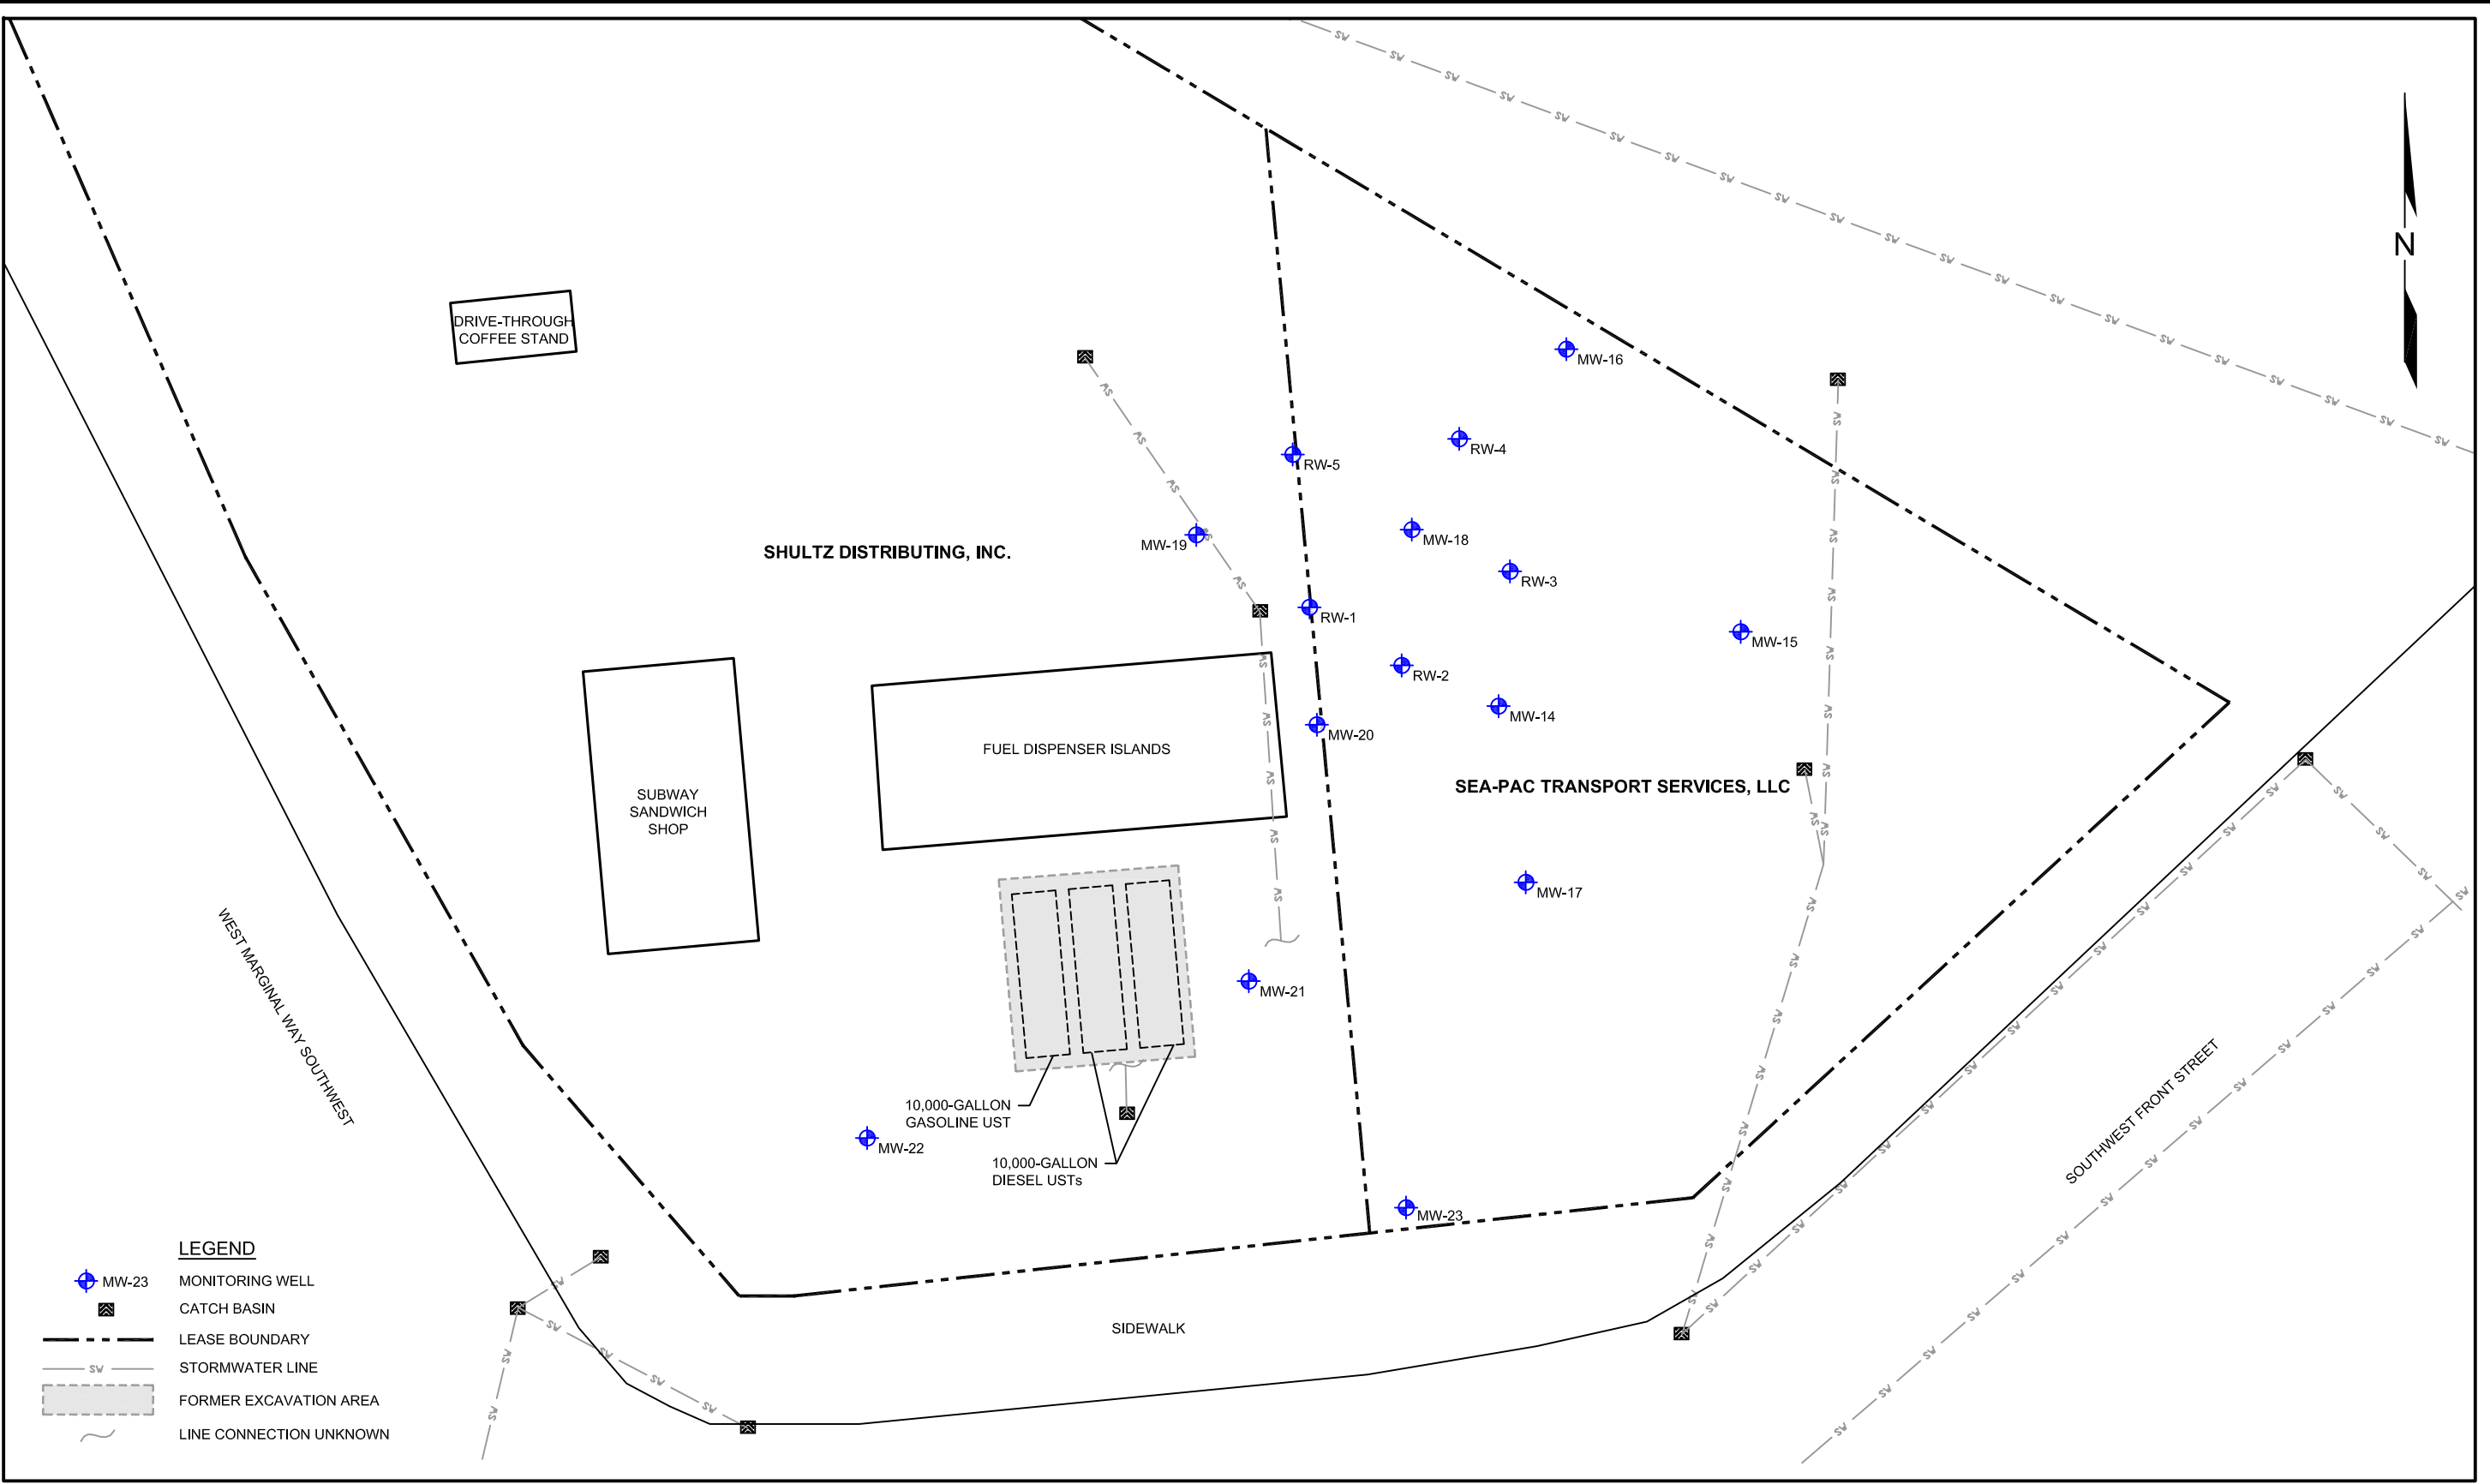 N
DRIVE-THROUGH
COFFEE STAND
MW-16
RW-4
RW-5
MW-18
MW-19
SHULTZ DISTRIBUTING, INC.
RW-3
RW-1
MW-15
RW-2
MW-14
MW-20
FUEL DISPENSER ISLANDS
SEA-PAC TRANSPORT SERVICES, LLC
SUBWAY
SANDWICH
SHOP
MW-17
WEST MARGINAL WAY SOUTHWEST
MW-21
10,000-GALLON
GASOLINE UST
MW-22
10,000-GALLON
DIESEL USTs
SOUTHWEST FRONT STREET
MW-23
SIDEWALK
LEGEND
MW-23 MONITORING WELL
CATCH BASIN
LEASE BOUNDARY
SW STORMWATER LINE
FORMER EXCAVATION AREA
LINE CONNECTION UNKNOWN